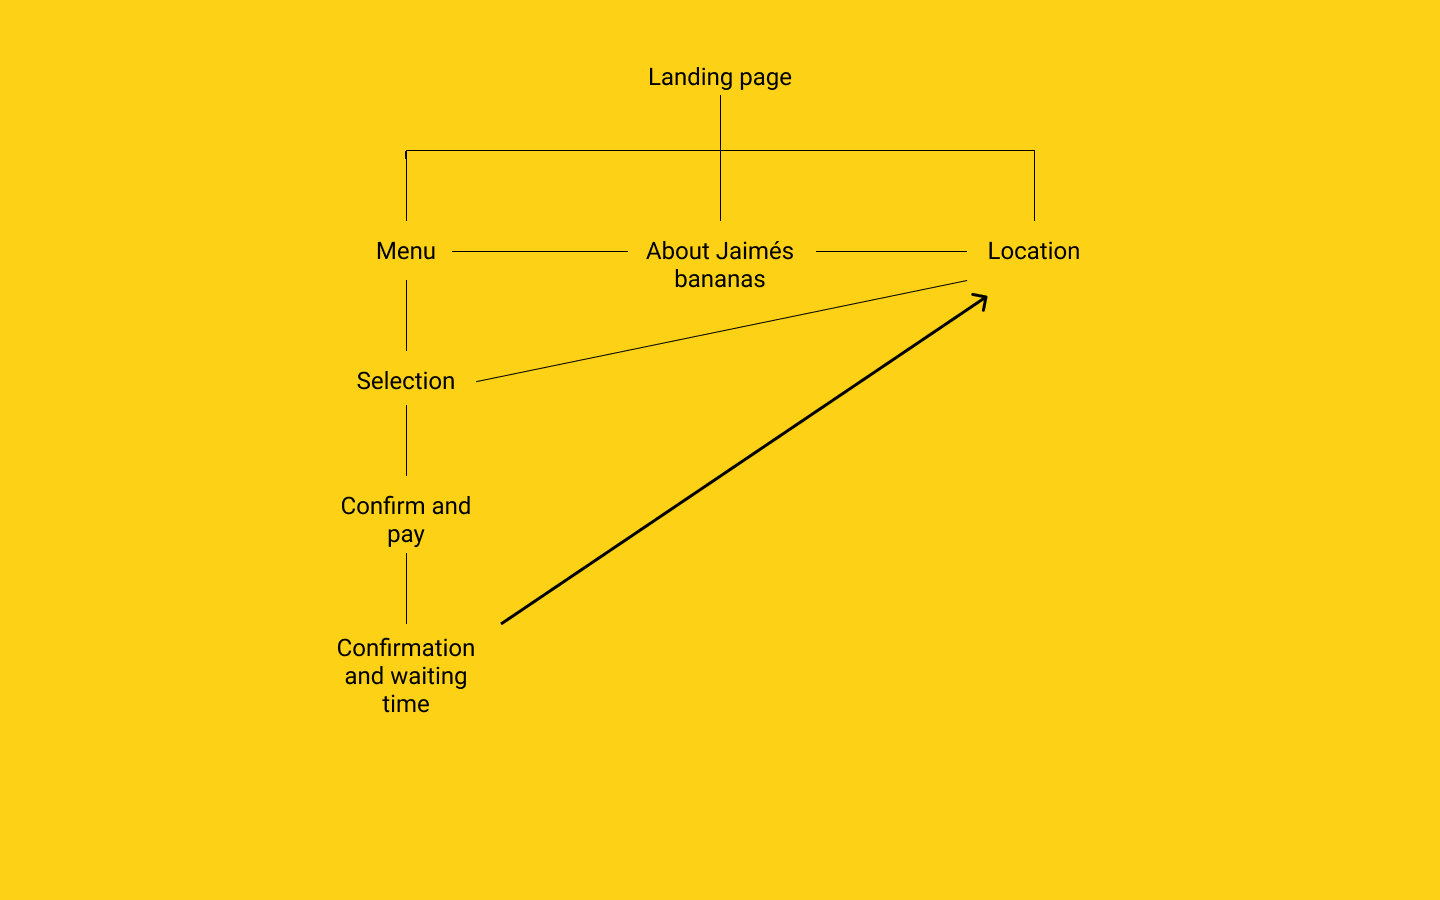 Landing page
Menu
About Jaimés
bananas
Location
Selection
Confirm and
pay
Confirmation
and waiting
time